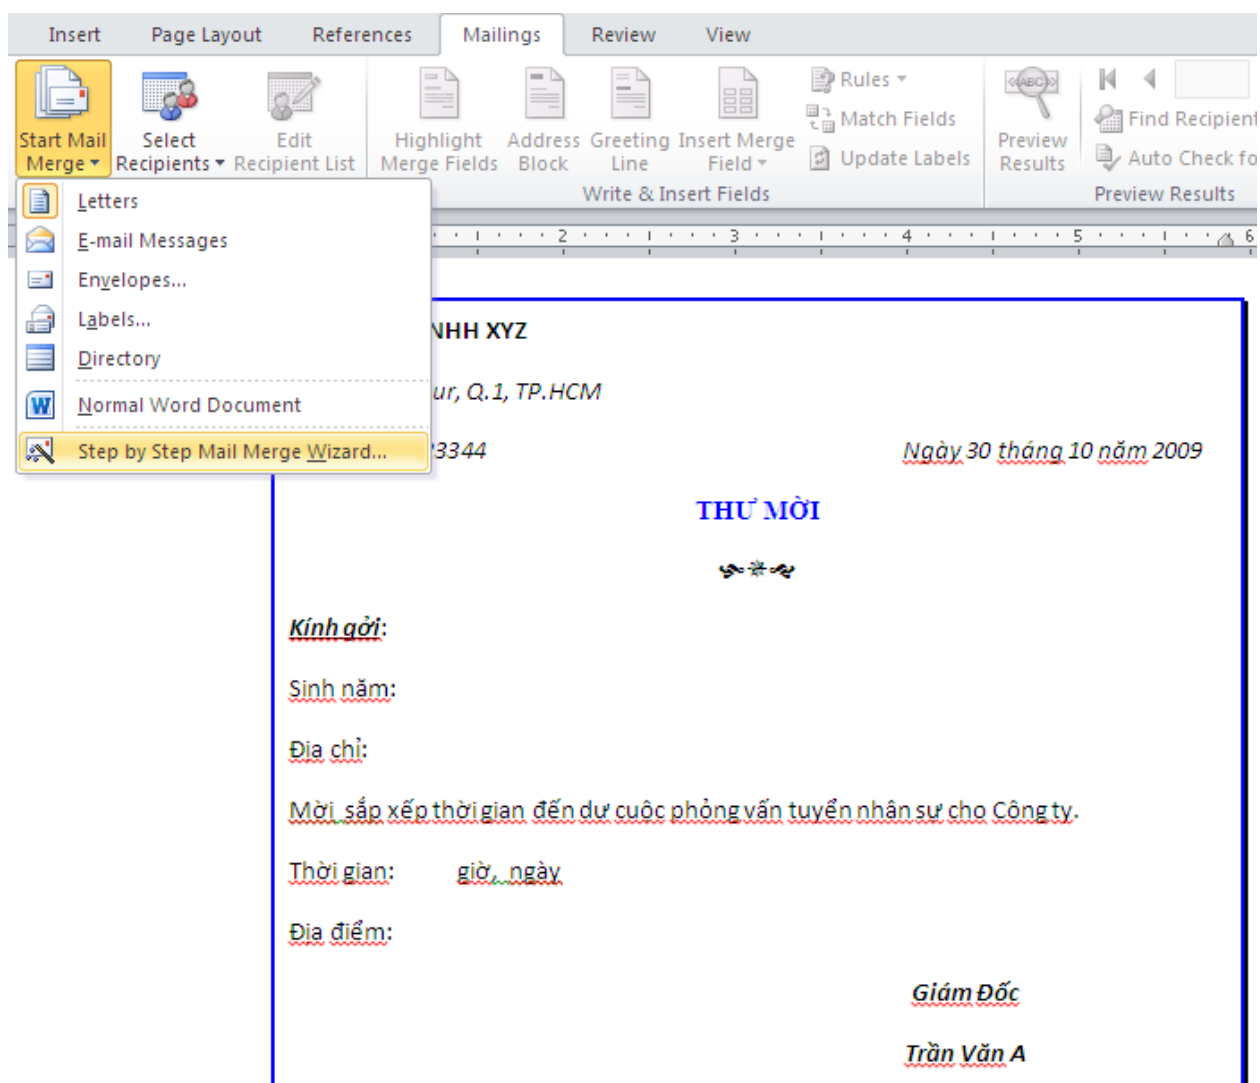 Insert Page Layout References Mailings Review View
Start Mail Merge
Select Recipients
Edit Recipient List
Highlight Merge Fields
Address Block
Greeting Line
Insert Merge Field
Rules
Match Fields
Update Labels
Preview Results
Find Recipient
Auto Check fo
Write & Insert Fields
Preview Results
Letters
E-mail Messages
Envelopes...
Labels...
Directory
Normal Word Document
Step by Step Mail Merge Wizard...
2 3 4 5 6
NHH XYZ
ur, Q.1, TP.HCM
3344 Ngày 30 tháng 10 năm 2009
THƯ MỜI
Kính gởi:
Sinh năm:
Địa chỉ:
Mời sắp xếp thời gian đến dự cuộc phỏng vấn tuyển nhân sự cho Công ty.
Thời gian: giờ, ngày
Địa điểm:
Giám Đốc
Trần Văn A